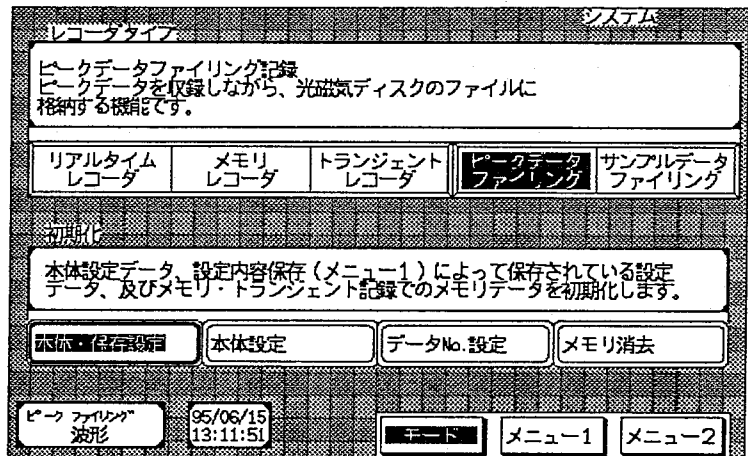 システム
レコーダタイプ
ピークデータファイリング記録
ピークデータを収録しながら、光磁気ディスクのファイルに
格納する機能です。
リアルタイム
レコーダ
メモリ
レコーダ
トランジェント
レコーダ
ピークデータ
ファイリング
サンプルデータ
ファイリング
初期化
本体設定データ、設定内容保存(メニュー1)によって保存されている設定
データ、及びメモリ・トランジェント記録でのメモリデータを初期化します。
本体・保存設定
本体設定
データNo.設定
メモリ消去
ピーク ファイリング
波形
95/06/15
13:11:51
モード
メニュー1
メニュー2